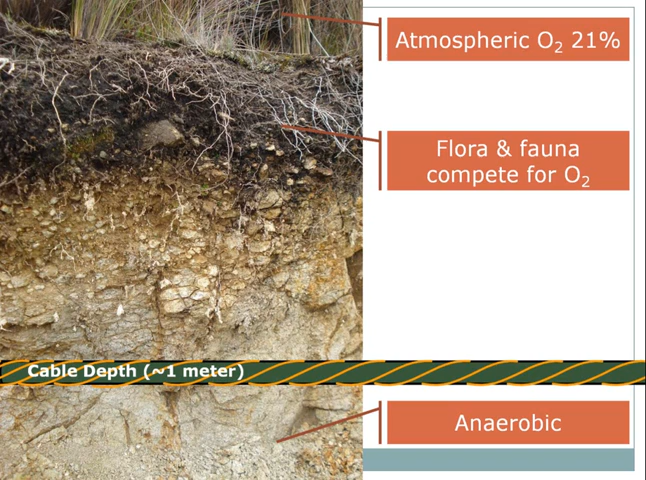 Atmospheric O₂ 21%
Flora & fauna
compete for O₂
Cable Depth (~1 meter)
Anaerobic